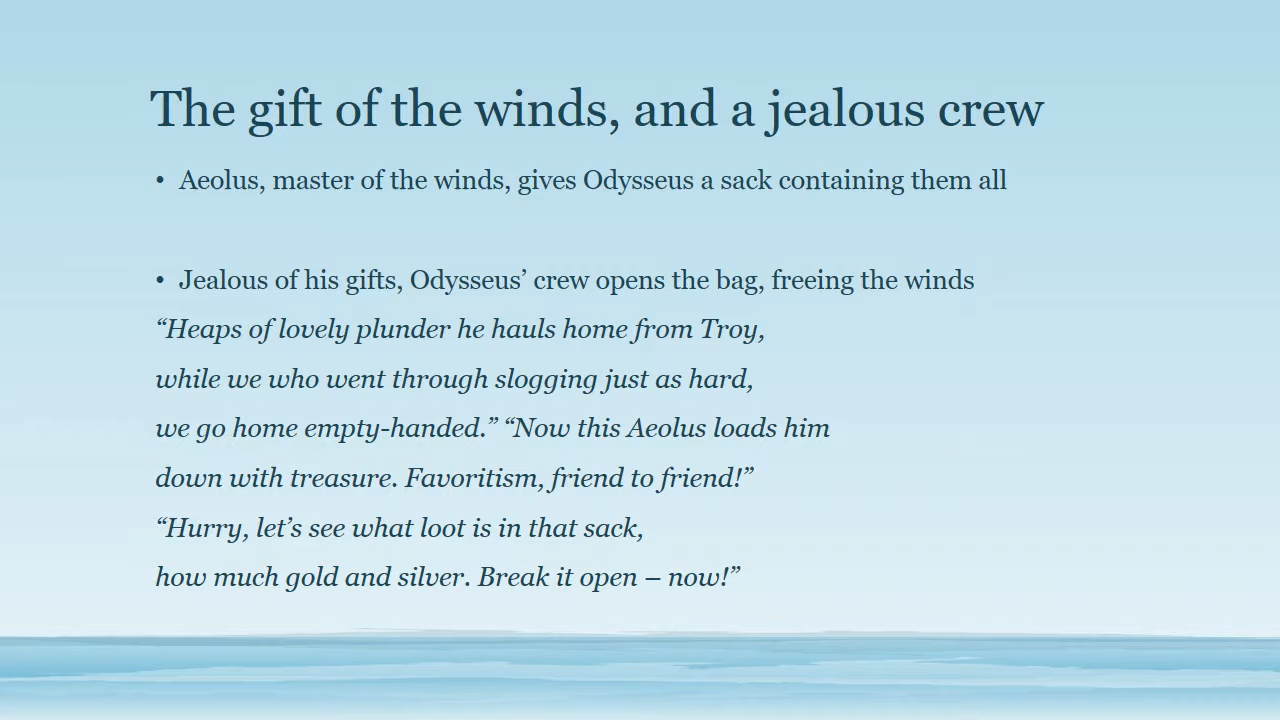 The gift of the winds, and a jealous crew
• Aeolus, master of the winds, gives Odysseus a sack containing them all
• Jealous of his gifts, Odysseus’ crew opens the bag, freeing the winds
“Heaps of lovely plunder he hauls home from Troy,
while we who went through slogging just as hard,
we go home empty-handed.” “Now this Aeolus loads him
down with treasure. Favoritism, friend to friend!”
“Hurry, let’s see what loot is in that sack,
how much gold and silver. Break it open – now!”